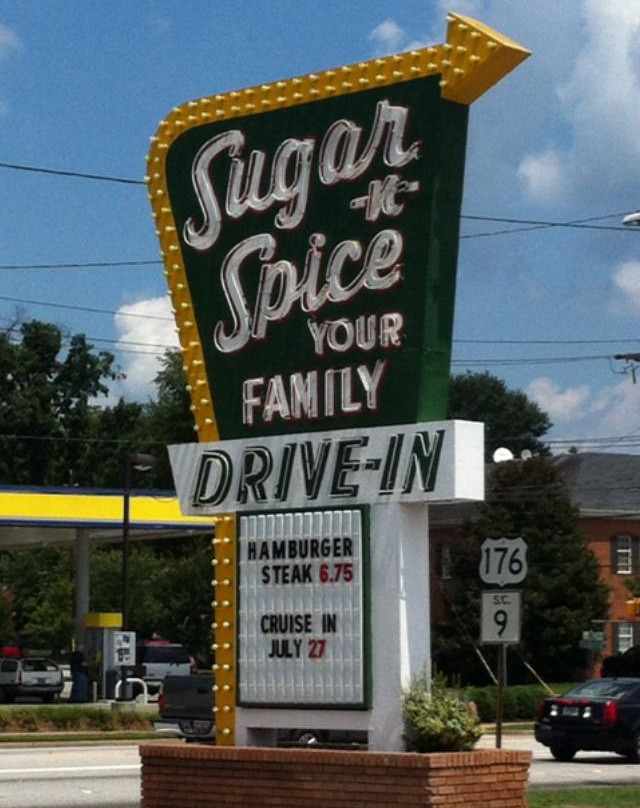 Sugar
-n-
Spice
YOUR
FAMILY
DRIVE-IN
HAMBURGER
STEAK 6.75
CRUISE IN
JULY 27
176
S.C.
9